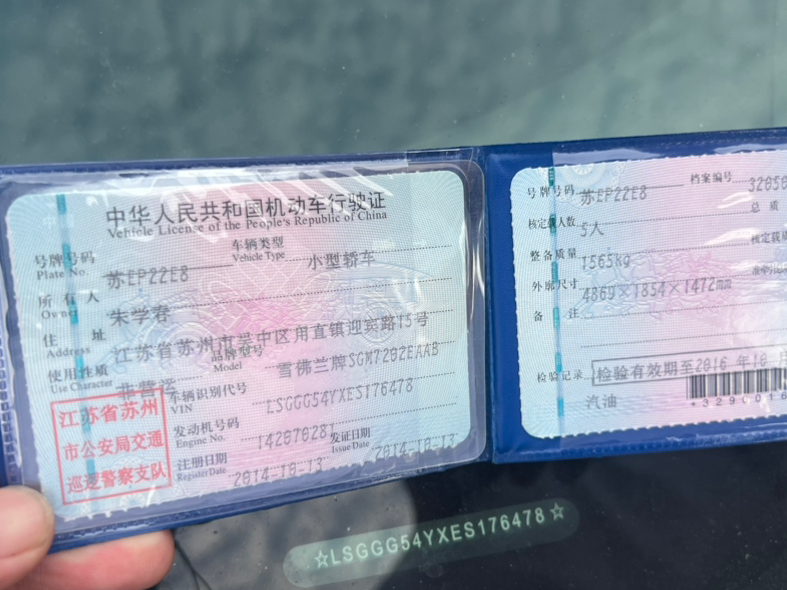 中华人民共和国机动车行驶证
Vehicle License of the People's Republic of China
号牌号码
Plate No.
苏EP22E8
车辆类型
Vehicle Type
小型轿车
所有人
Owner
朱学春
住址
Address
江苏省苏州市吴中区甪直镇迎宾路15号
使用性质
Use Character
非营运
品牌型号
Model
雪佛兰牌SGM7202EAAB
车辆识别代号
VIN
LSGGG54YXES176478
发动机号码
Engine No.
142670281
注册日期
Register Date
2014-10-13
发证日期
Issue Date
2014-10-13
江苏省苏州
市公安局交通
巡逻警察支队
号牌号码
苏EP22E8
档案编号
核定载人数
5人
总质
整备质量
1565kg
核定载质
外廓尺寸
4869×1854×1472mm
备注
检验记录
检验有效期至2016年10月
汽油
☆LSGGG54YXES176478☆